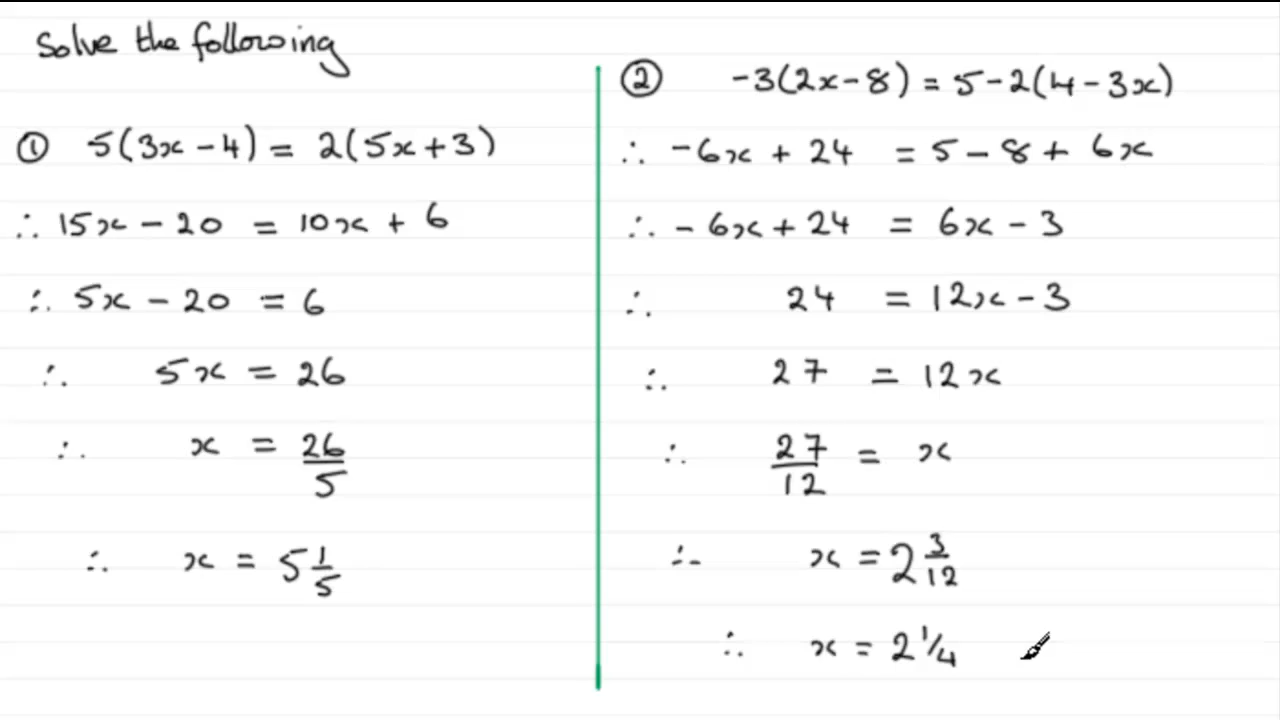 Solve the following
① 5(3x - 4) = 2(5x + 3)
∴ 15x - 20 = 10x + 6
∴ 5x - 20 = 6
∴ 5x = 26
∴ x = 26/5
∴ x = 5 1/5
② -3(2x - 8) = 5 - 2(4 - 3x)
∴ -6x + 24 = 5 - 8 + 6x
∴ -6x + 24 = 6x - 3
∴ 24 = 12x - 3
∴ 27 = 12x
∴ 27/12 = x
∴ x = 2 3/12
∴ x = 2 1/4